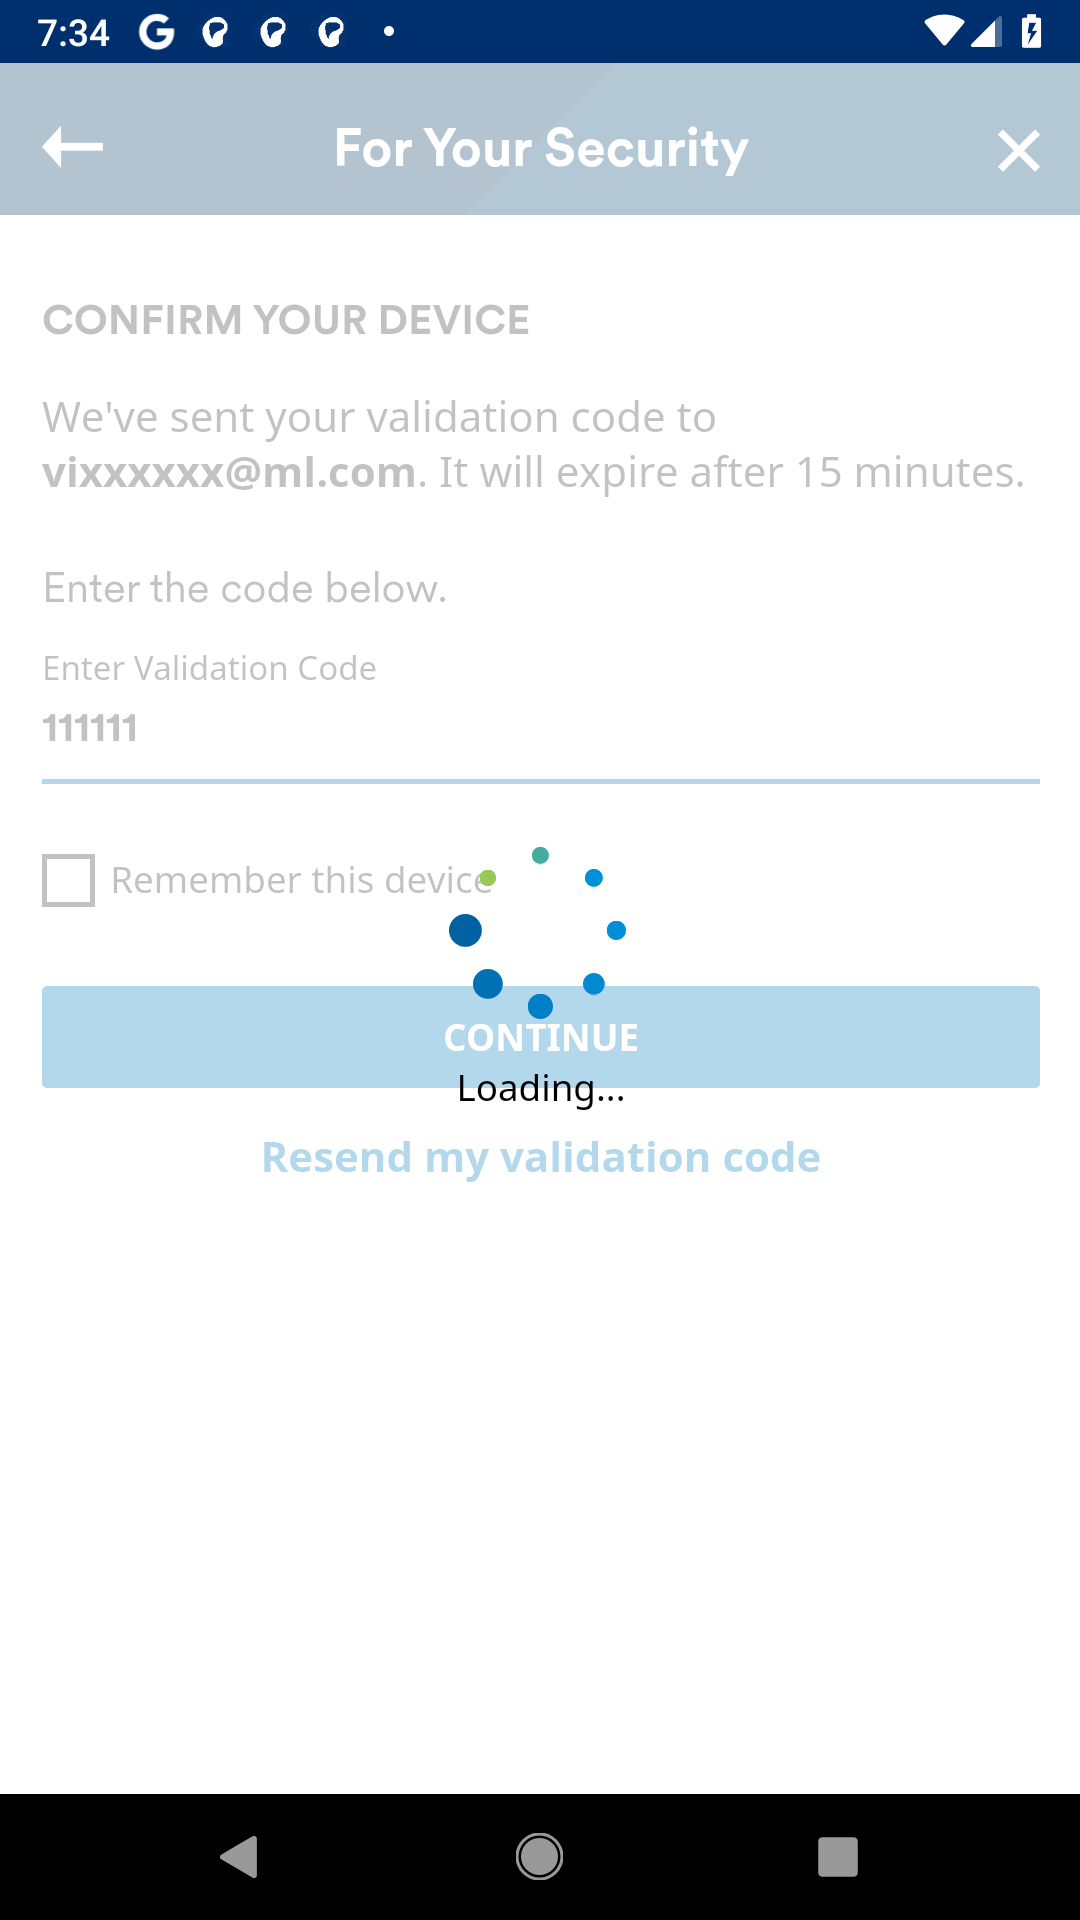 7:34
For Your Security
CONFIRM YOUR DEVICE
We've sent your validation code to
vixxxxxx@ml.com. It will expire after 15 minutes.
Enter the code below.
Enter Validation Code
111111
Remember this device
CONTINUE
Loading...
Resend my validation code